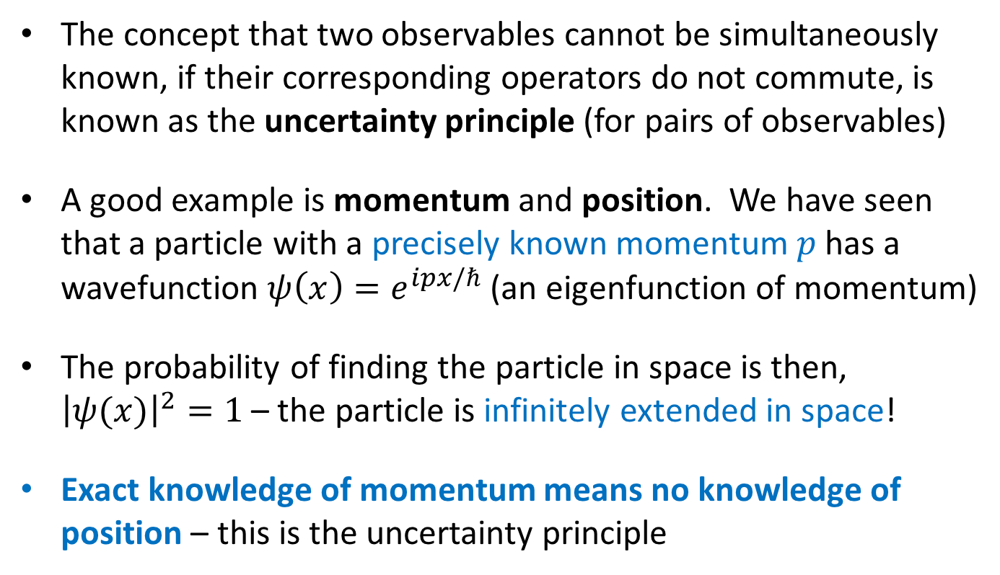 • The concept that two observables cannot be simultaneously
known, if their corresponding operators do not commute, is
known as the uncertainty principle (for pairs of observables)
• A good example is momentum and position.  We have seen
that a particle with a precisely known momentum 𝑝 has a
wavefunction 𝜓(𝑥) = 𝑒^{𝑖𝑝𝑥/ℏ} (an eigenfunction of momentum)
• The probability of finding the particle in space is then,
|𝜓(𝑥)|² = 1 – the particle is infinitely extended in space!
• Exact knowledge of momentum means no knowledge of
position – this is the uncertainty principle